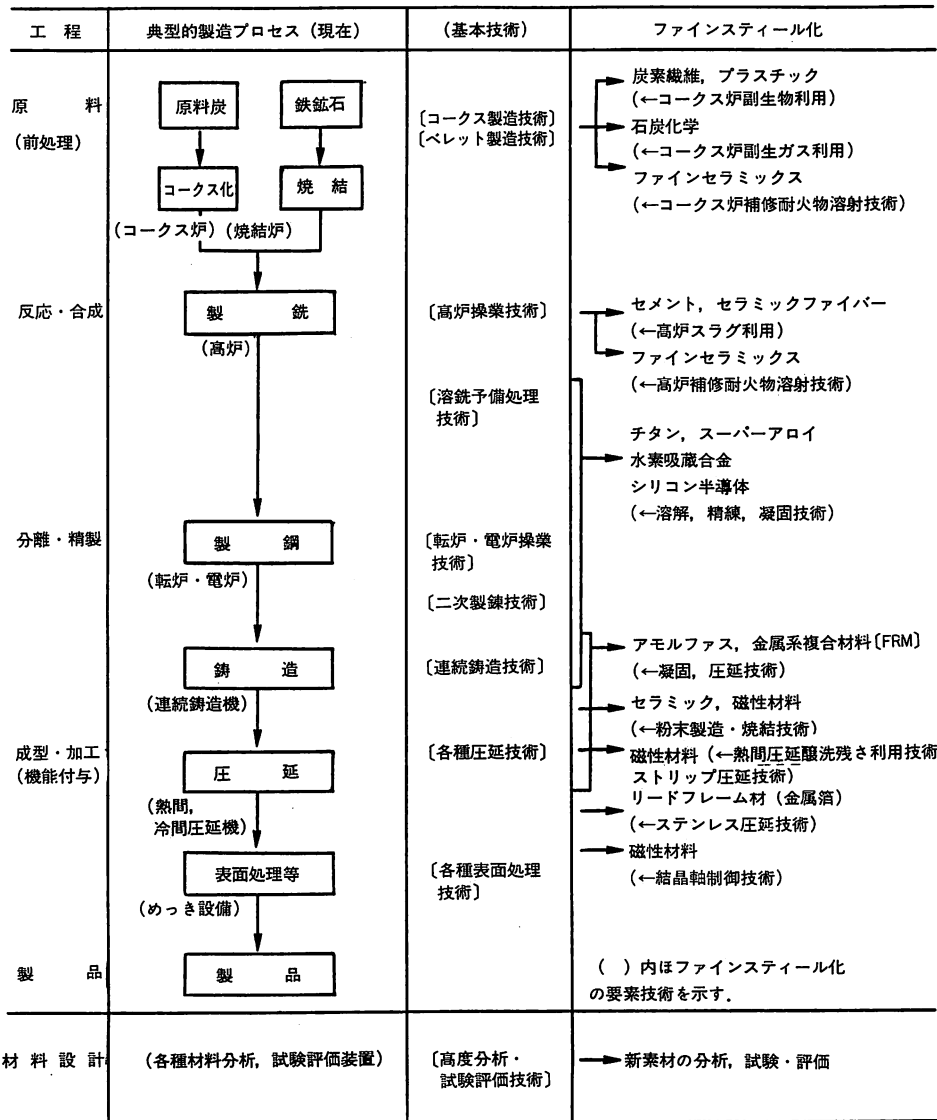 工程 典型的製造プロセス（現在） （基本技術） ファインスティール化
原料
（前処理）
原料炭 鉄鉱石
コークス化 焼結
（コークス炉）（焼結炉）
〔コークス製造技術〕
〔ペレット製造技術〕
炭素繊維，プラスチック
（←コークス炉副生物利用）
石炭化学
（←コークス炉副生ガス利用）
ファインセラミックス
（←コークス炉補修耐火物溶射技術）
反応・合成
製銑
（高炉）
〔高炉操業技術〕
セメント，セラミックファイバー
（←高炉スラグ利用）
ファインセラミックス
（←高炉補修耐火物溶射技術）
〔溶銑予備処理
技術〕
チタン，スーパーアロイ
水素吸蔵合金
シリコン半導体
（←溶解，精練，凝固技術）
分離・精製
製鋼
（転炉・電炉）
〔転炉・電炉操業
技術〕
〔二次製錬技術〕
鋳造
（連続鋳造機）
〔連続鋳造技術〕
アモルファス，金属系複合材料〔FRM〕
（←凝固，圧延技術）
セラミック，磁性材料
（←粉末製造・焼結技術）
成型・加工
（機能付与）
圧延
（熱間，
冷間圧延機）
〔各種圧延技術〕
磁性材料（←熱間圧延醸洗残さ利用技術
ストリップ圧延技術）
リードフレーム材（金属箔）
（←ステンレス圧延技術）
表面処理等
（めっき設備）
〔各種表面処理
技術〕
磁性材料
（←結晶軸制御技術）
製品
製品
（ ）内ほファインスティール化
の要素技術を示す．
材料設計
（各種材料分析，試験評価装置）
〔高度分析・
試験評価技術〕
新素材の分析，試験・評価